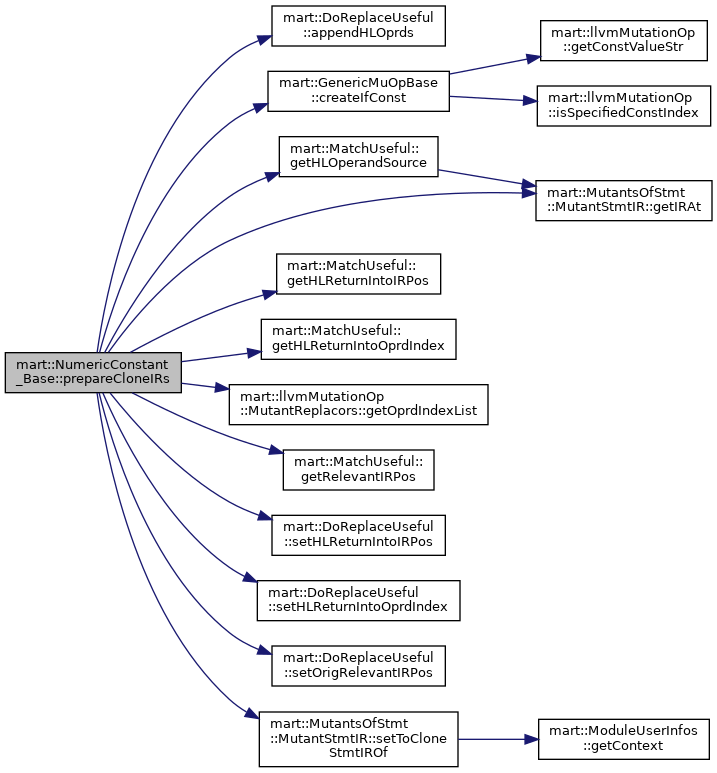 mart::DoReplaceUseful
::appendHLOprds
mart::GenericMuOpBase
::createIfConst
mart::llvmMutationOp
::getConstValueStr
mart::llvmMutationOp
::isSpecifiedConstIndex
mart::MatchUseful::
getHLOperandSource
mart::MutantsOfStmt
::MutantStmtIR::getIRAt
mart::MatchUseful::
getHLReturnIntoIRPos
mart::MatchUseful::
getHLReturnIntoOprdIndex
mart::NumericConstant
_Base::prepareCloneIRs
mart::llvmMutationOp
::MutantReplacors::getOprdIndexList
mart::MatchUseful::
getRelevantIRPos
mart::DoReplaceUseful
::setHLReturnIntoIRPos
mart::DoReplaceUseful
::setHLReturnIntoOprdIndex
mart::DoReplaceUseful
::setOrigRelevantIRPos
mart::MutantsOfStmt
::MutantStmtIR::setToClone
StmtIROf
mart::ModuleUserInfos
::getContext